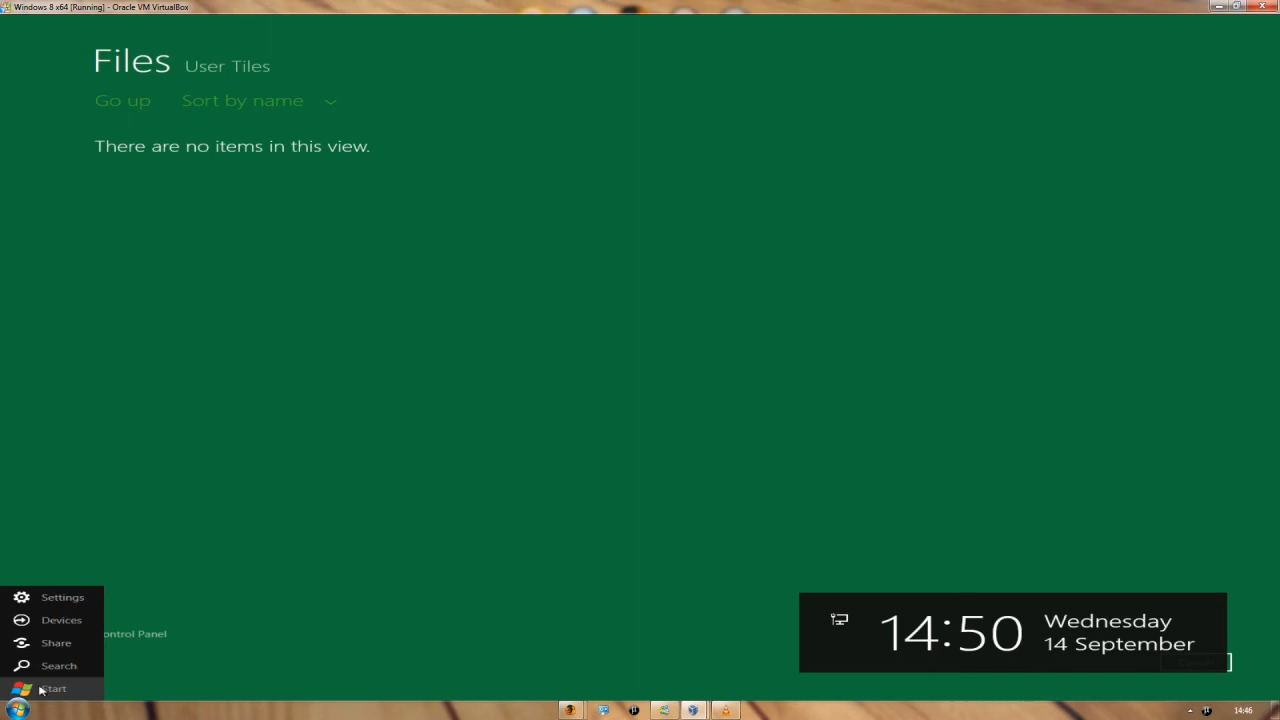 Windows 8 x64 [Running] - Oracle VM VirtualBox
Files User Tiles
Go up Sort by name
There are no items in this view.
Settings
Devices
Share
ontrol Panel
Search
Start
14:50
Wednesday
14 September
14:46